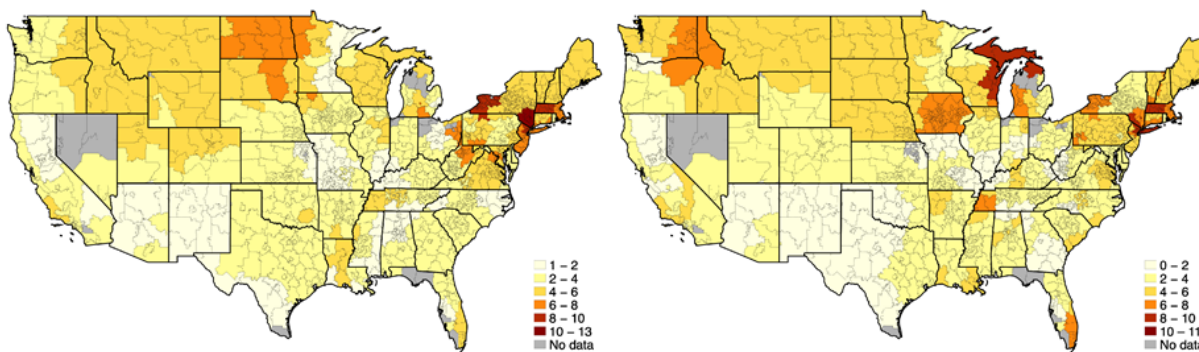 1 – 2
2 – 4
4 – 6
6 – 8
8 – 10
10 – 13
No data
0 – 2
2 – 4
4 – 6
6 – 8
8 – 10
10 – 11
No data